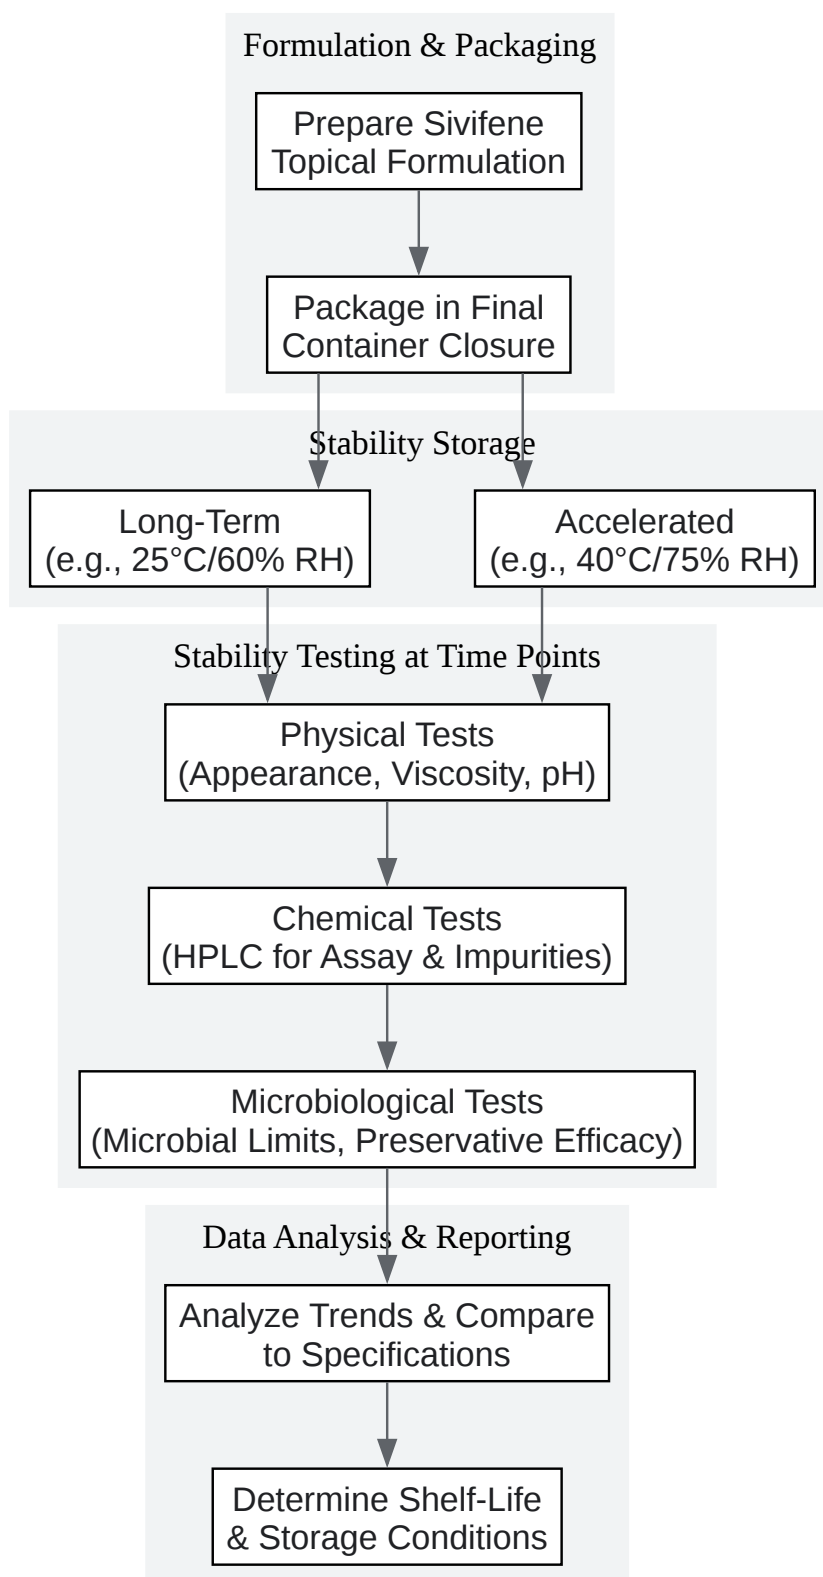 Formulation & Packaging
Prepare Sivifene
Topical Formulation
Package in Final
Container Closure
Stability Storage
Long-Term
(e.g., 25°C/60% RH)
Accelerated
(e.g., 40°C/75% RH)
Stability Testing at Time Points
Physical Tests
(Appearance, Viscosity, pH)
Chemical Tests
(HPLC for Assay & Impurities)
Microbiological Tests
(Microbial Limits, Preservative Efficacy)
Data Analysis & Reporting
Analyze Trends & Compare
to Specifications
Determine Shelf-Life
& Storage Conditions